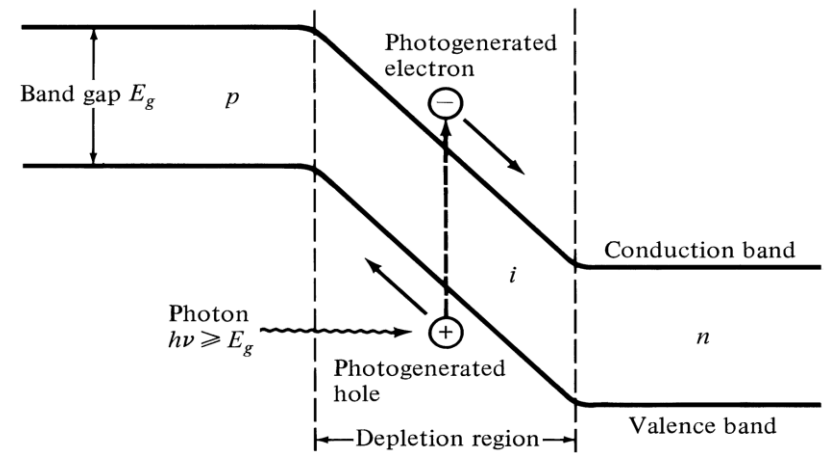 Photogenerated
electron
Band gap E_g
p
−
Conduction band
i
Photon
hν ⩾ E_g
+
n
Photogenerated
hole
Valence band
Depletion region